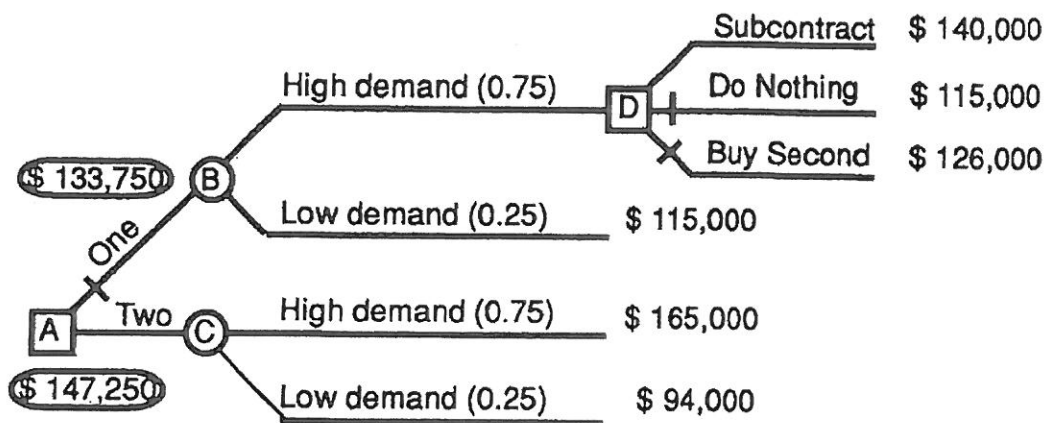 Subcontract $ 140,000
High demand (0.75) D Do Nothing $ 115,000
Buy Second $ 126,000
$ 133,750 B
Low demand (0.25) $ 115,000
One
A Two C High demand (0.75) $ 165,000
$ 147,250
Low demand (0.25) $ 94,000